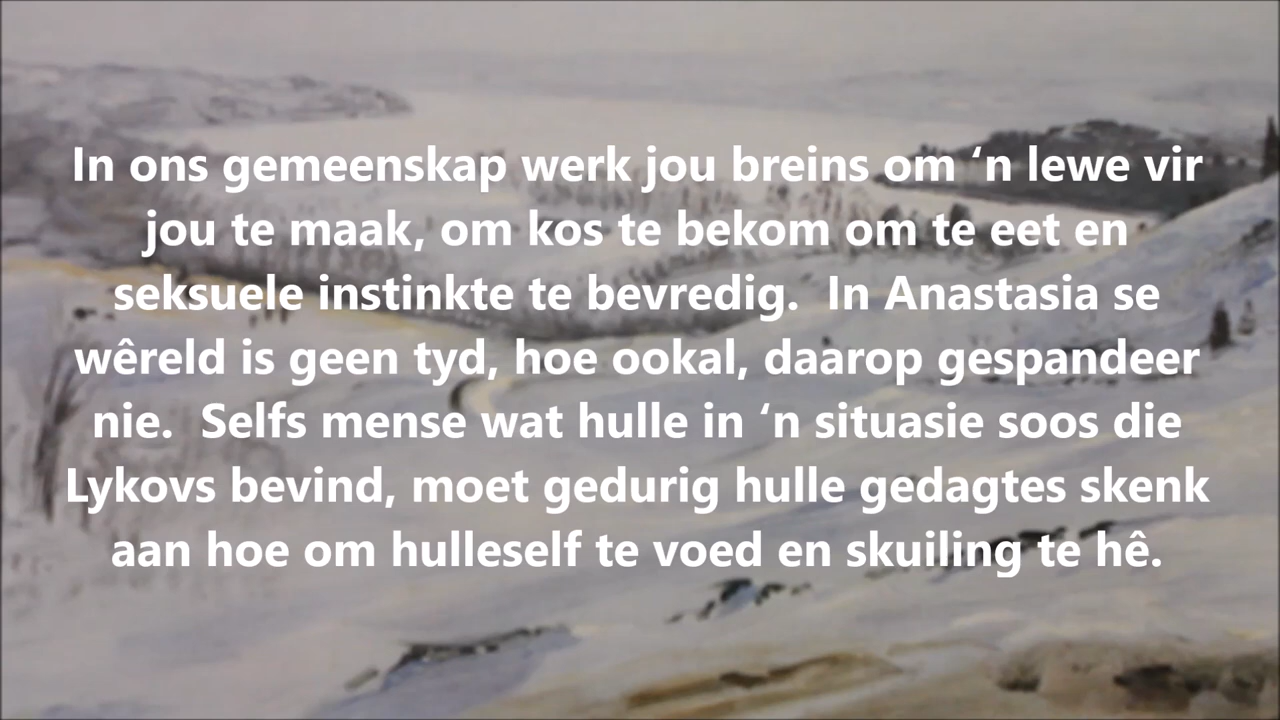 In ons gemeenskap werk jou breins om ‘n lewe vir
jou te maak, om kos te bekom om te eet en
seksuele instinkte te bevredig.  In Anastasia se
wêreld is geen tyd, hoe ookal, daarop gespandeer
nie.  Selfs mense wat hulle in ‘n situasie soos die
Lykovs bevind, moet gedurig hulle gedagtes skenk
aan hoe om hulleself te voed en skuiling te hê.